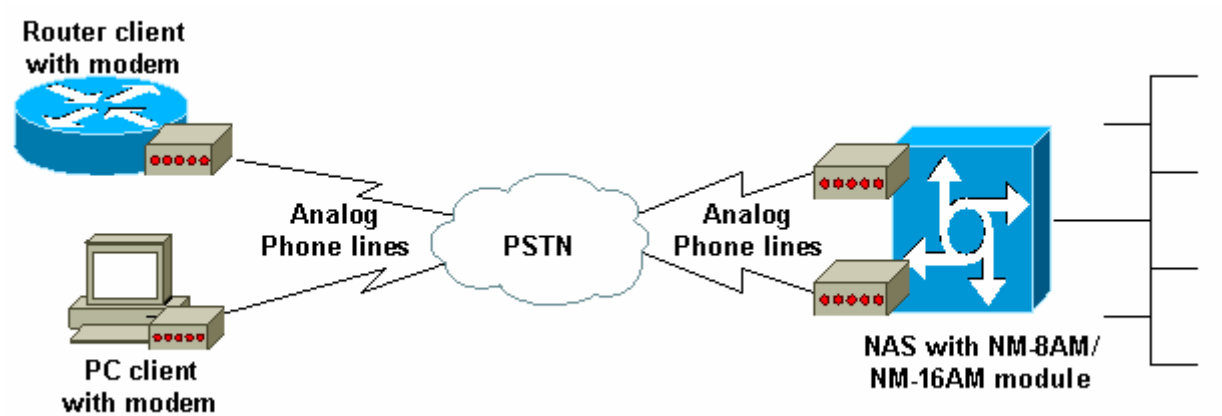 Router client
with modem
Analog
Phone lines
PSTN
Analog
Phone lines
PC client
with modem
NAS with NM-8AM/
NM-16AM module